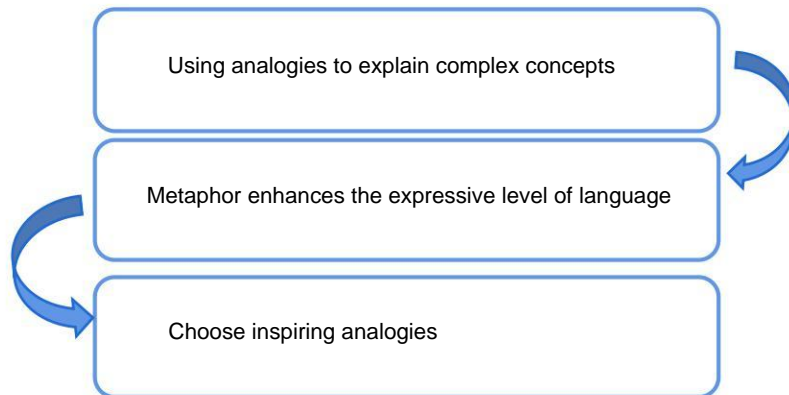 Using analogies to explain complex concepts
Metaphor enhances the expressive level of language
Choose inspiring analogies